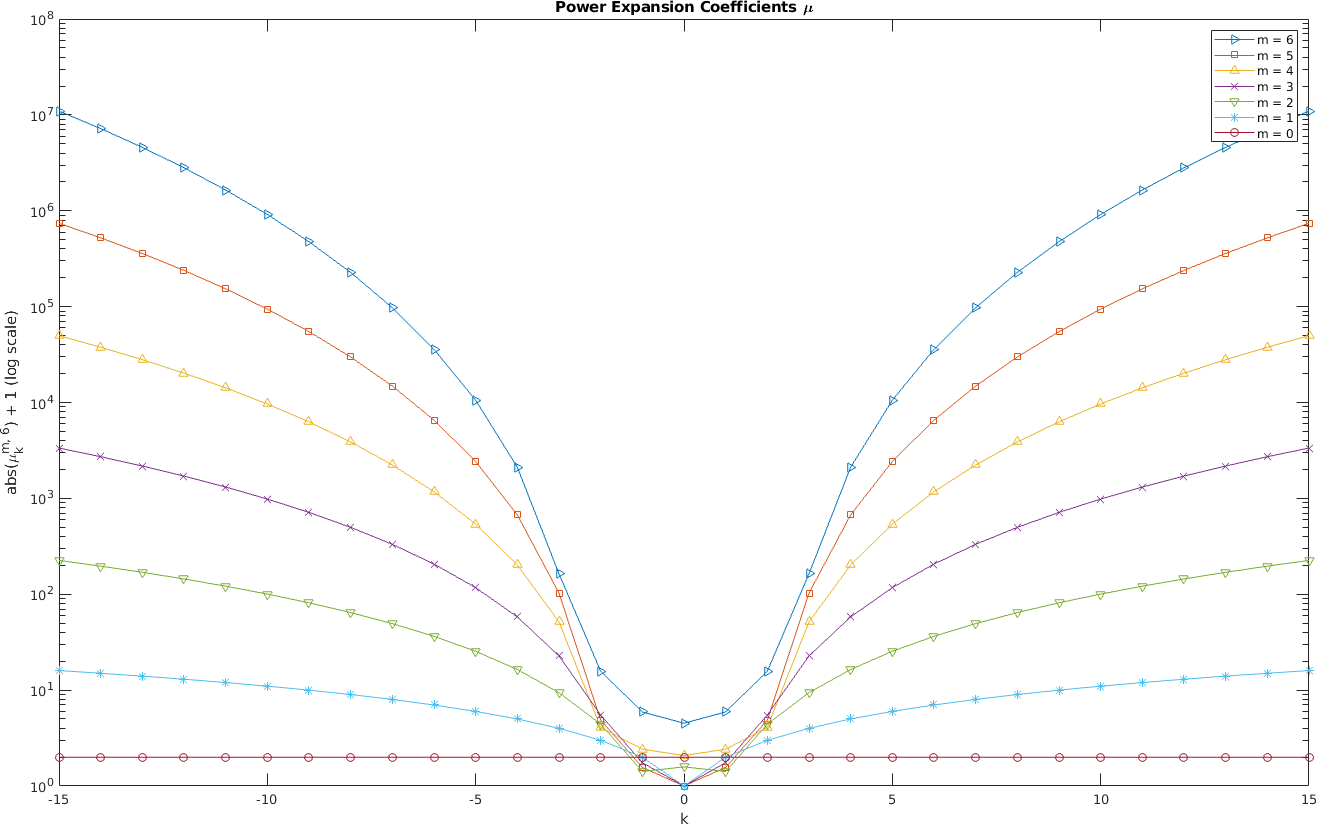 Power Expansion Coefficients μ
10^8
10^7
10^6
10^5
10^4
10^3
10^2
10^1
10^0
abs(μ_k^{m, 6}) + 1 (log scale)
m = 6
m = 5
m = 4
m = 3
m = 2
m = 1
m = 0
-15 -10 -5 0 5 10 15
k